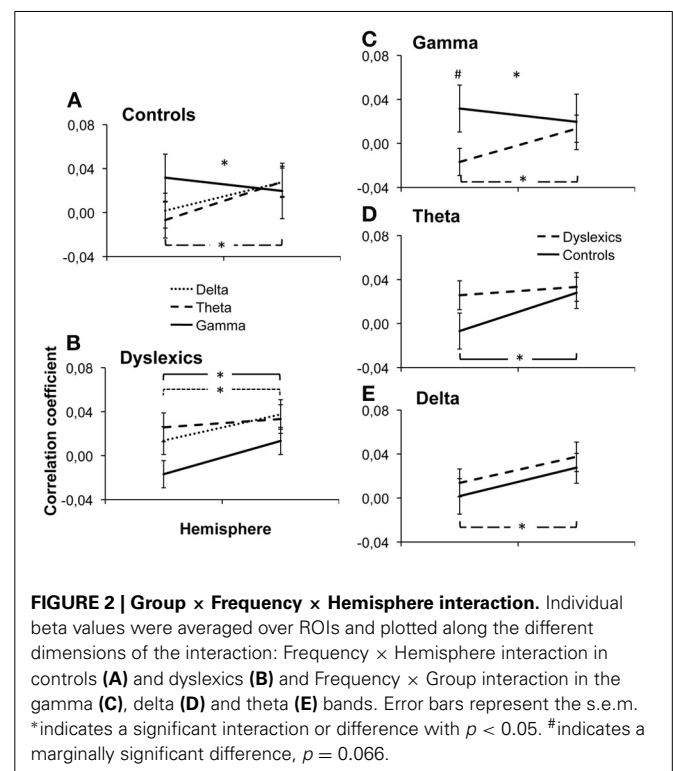 A
Controls
0,08
0,04
0,00
-0,04
*
*
Delta
Theta
Gamma
B
Dyslexics
0,08
0,04
0,00
-0,04
*
*
Correlation coefficient
Hemisphere
C
Gamma
0,08
0,04
0,00
-0,04
#
*
*
D
Theta
0,08
0,04
0,00
-0,04
Dyslexics
Controls
*
E
Delta
0,08
0,04
0,00
-0,04
*
FIGURE 2 | Group × Frequency × Hemisphere interaction. Individual
beta values were averaged over ROIs and plotted along the different
dimensions of the interaction: Frequency × Hemisphere interaction in
controls (A) and dyslexics (B) and Frequency × Group interaction in the
gamma (C), delta (D) and theta (E) bands. Error bars represent the s.e.m.
*indicates a significant interaction or difference with p < 0.05. #indicates a
marginally significant difference, p = 0.066.